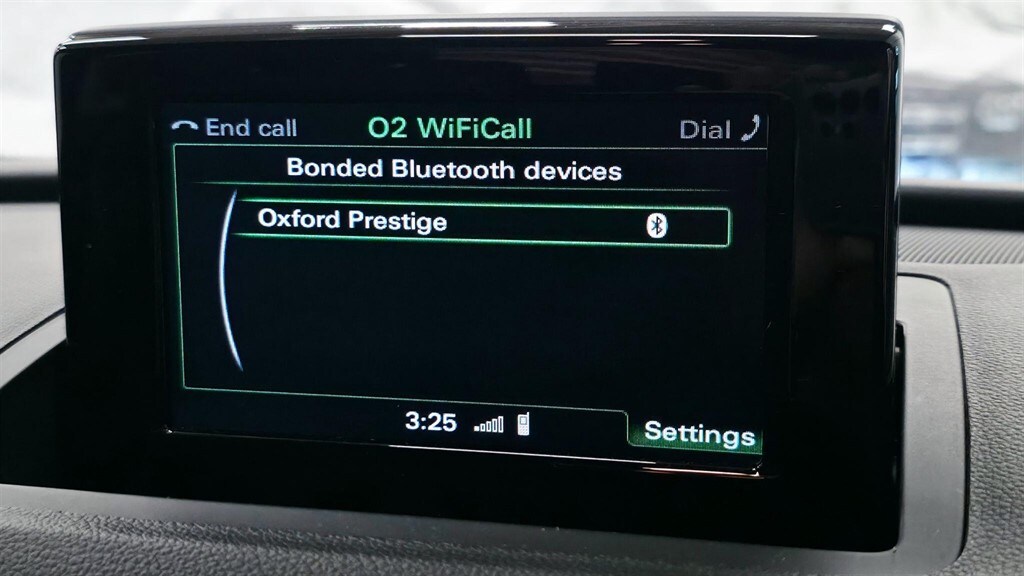 End call
O2 WiFiCall
Dial
Bonded Bluetooth devices
Oxford Prestige
3:25
Settings